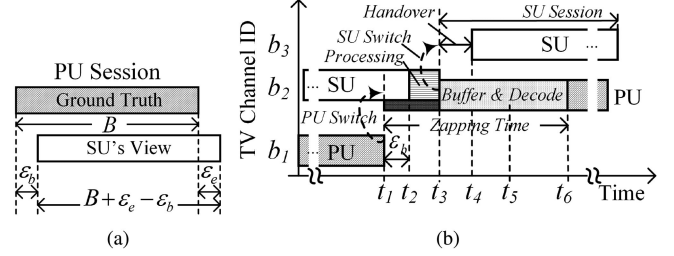 PU Session
Ground Truth
B
SU's View
ε_b
ε_e
B+ε_e−ε_b
(a)
TV Channel ID
b_3
b_2
b_1
Handover
SU Session
SU Switch
Processing
SU ...
... SU
Buffer & Decode
PU
PU Switch
Zapping Time
ε_b
... PU
t_1 t_2 t_3 t_4 t_5 t_6 Time
(b)